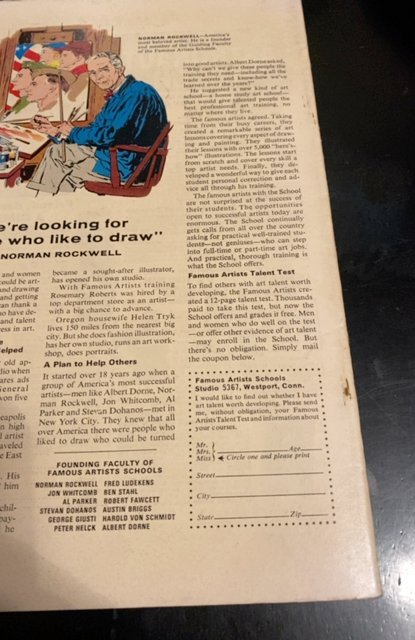 NORMAN ROCKWELL—America's
most beloved artist. He is a founder
and member of the Guiding Faculty
of the Famous Artists Schools.
e're looking for
e who like to draw"
NORMAN ROCKWELL
and women
could be art-
and drawing
and getting
can thank a
who have de-
and talent
ress in art.
elped
old ap-
dio when
ares ads
General
won five
eapolis
n high
l artist
aveled
e East
. His
him
chil-
pay-
he
became a sought-after illustrator,
has opened his own studio.
With Famous Artists training
Rosemary Roberts was hired by a
top department store as an artist—
with a big chance to advance.
Oregon housewife Helen Tryk
lives 150 miles from the nearest big
city. But she does fashion illustration,
has her own studio, runs an art work-
shop, does portraits.
A Plan to Help Others
It started over 18 years ago when a
group of America's most successful
artists—men like Albert Dorne, Nor-
man Rockwell, Jon Whitcomb, Al
Parker and Stevan Dohanos—met in
New York City. They knew that all
over America there were people who
liked to draw who could be turned
FOUNDING FACULTY OF
FAMOUS ARTISTS SCHOOLS
NORMAN ROCKWELL FRED LUDEKENS
JON WHITCOMB BEN STAHL
AL PARKER ROBERT FAWCETT
STEVAN DOHANOS AUSTIN BRIGGS
GEORGE GIUSTI HAROLD VON SCHMIDT
PETER HELCK ALBERT DORNE
into good artists. Albert Dorne asked,
"Why can't we give these people the
training they need—including all the
trade secrets and know-how we've
learned over the years?"
He suggested a new kind of art
school—a home study art school—
that would give talented people the
best professional art training, no
matter where they live.
The famous artists agreed. Taking
time from their busy careers, they
created a remarkable series of art
lessons covering every aspect of draw-
ing and painting. They illustrated
their lessons with over 5,000 "here's-
how" illustrations. The lessons start
from scratch and cover every skill a
top artist needs. Finally, they de-
veloped a wonderful way to give each
student personal correction and ad-
vice all through his training.
The famous artists with the School
are not surprised at the success of
their students. The opportunities
open to successful artists today are
enormous. The School continually
gets calls from all over the country
asking for practical well-trained stu-
dents—not geniuses—who can step
into full-time or part-time art jobs.
And practical, thorough training is
what the School offers.
Famous Artists Talent Test
To find others with art talent worth
developing, the Famous Artists cre-
ated a 12-page talent test. Thousands
paid to take this test, but now the
School offers and grades it free. Men
and women who do well on the test
—or offer other evidence of art talent
—may enroll in the School. But
there's no obligation. Simply mail
the coupon below.
Famous Artists Schools
Studio 5367, Westport, Conn.
I would like to find out whether I have
art talent worth developing. Please send
me, without obligation, your Famous
Artists Talent Test and information about
your courses.
Mr.
Mrs. Age
Miss ◄ Circle one and please print
Street
City
State Zip